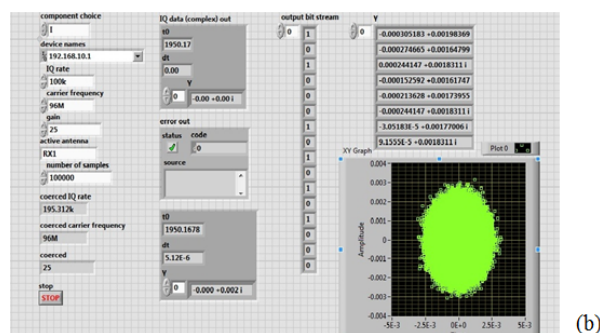 component choice
I
device names
192.168.10.1
IQ rate
100k
carrier frequency
96M
gain
25
active antenna
RX1
number of samples
100000
coerced IQ rate
195.312k
coerced carrier frequency
96M
coerced
25
stop
STOP
IQ data (complex) out
t0
1950.17
dt
0.00
Y
0
-0.00 +0.00 i
error out
status code
0
source
t0
1950.1678
dt
5.12E-6
Y
0
-0.000 +0.002 i
output bit stream
0
1
0
1
0
0
0
1
0
0
1
0
1
0
0
0
Y
0
-0.000305183 +0.00198369
-0.000274665 +0.00164799
0.000244147 +0.0018311 i
-0.000152592 +0.00161747
-0.000213628 +0.00173955
-0.000244147 +0.0018311 i
-3.05183E-5 +0.00177006 i
9.1555E-5 +0.0018311 i
XY Graph
Plot 0
Amplitude
0.004
0.003
0.002
0.001
0
-0.001
-0.002
-0.003
-0.004
-5E-3 -2.5E-3 0E+0 2.5E-3 5E-3
(b)